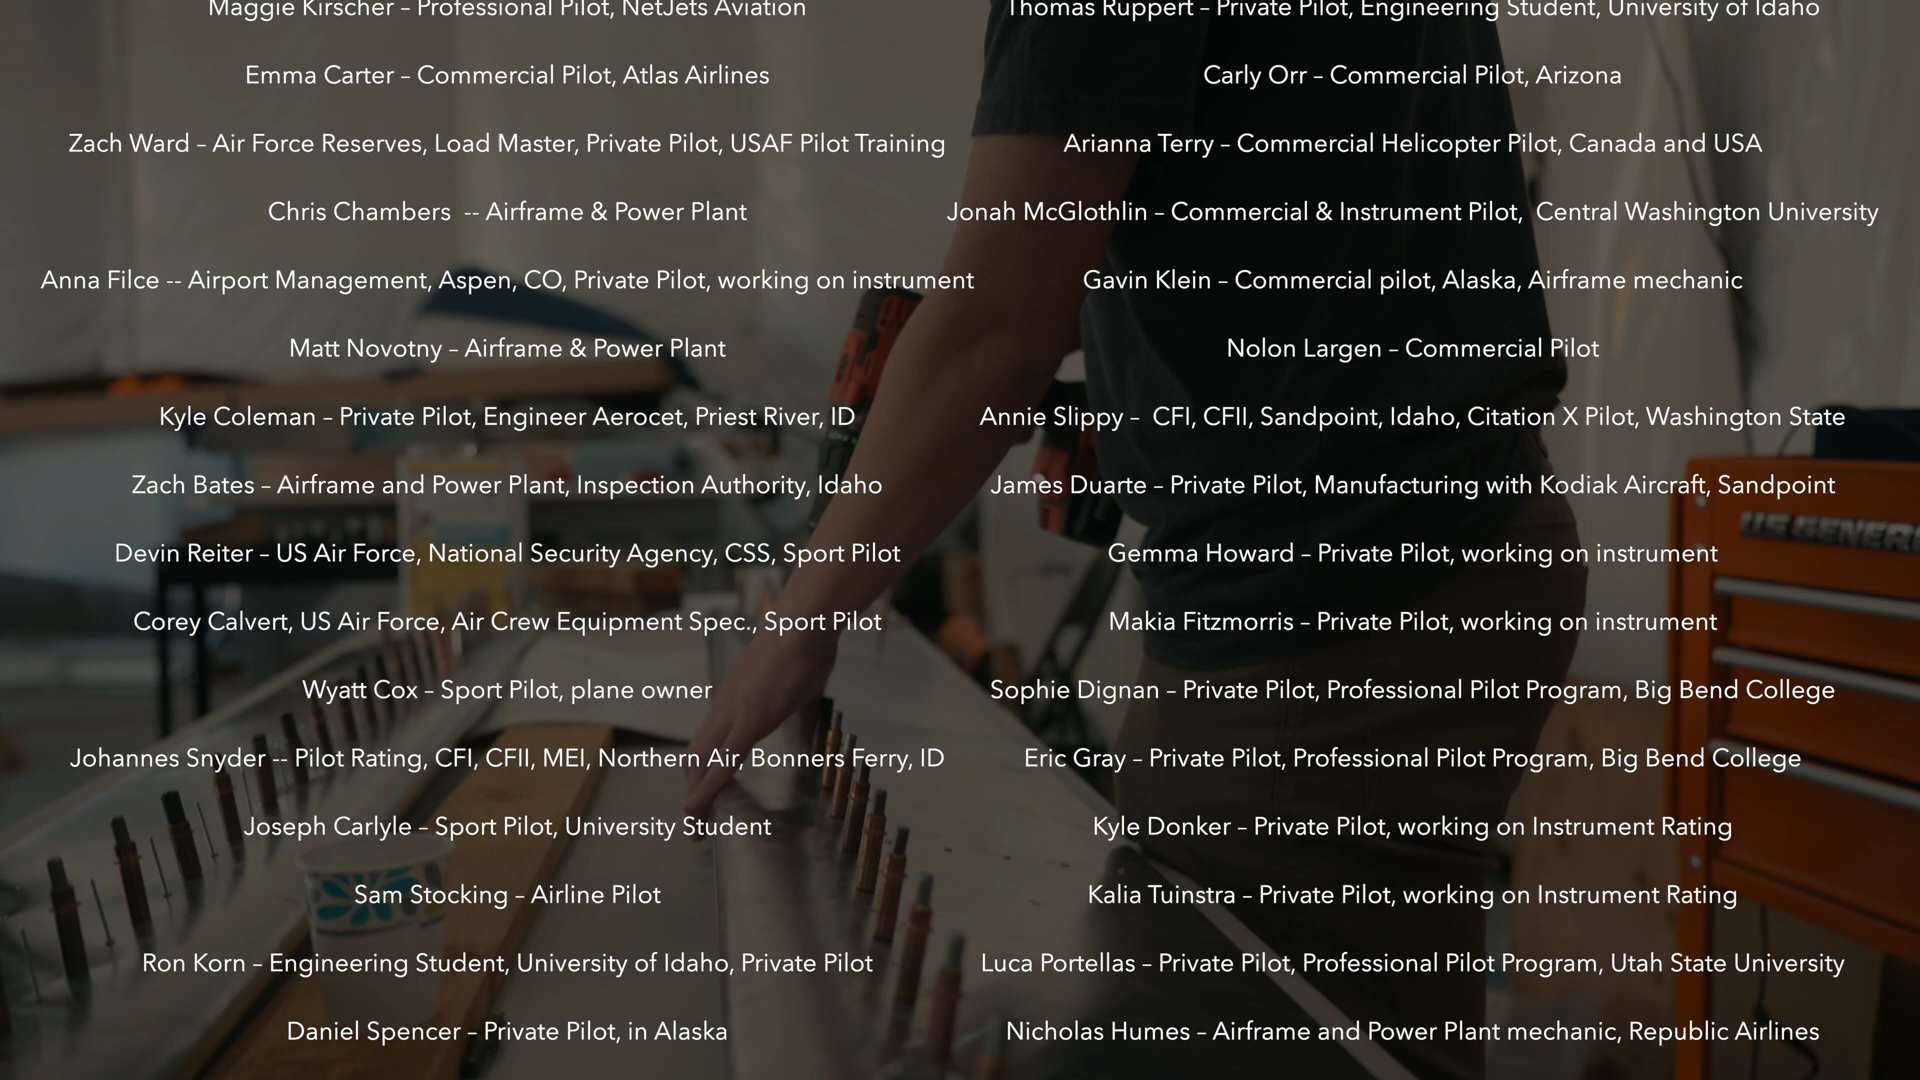 Maggie Kirscher – Professional Pilot, NetJets Aviation
Emma Carter – Commercial Pilot, Atlas Airlines
Zach Ward – Air Force Reserves, Load Master, Private Pilot, USAF Pilot Training
Chris Chambers -- Airframe & Power Plant
Anna Filce -- Airport Management, Aspen, CO, Private Pilot, working on instrument
Matt Novotny – Airframe & Power Plant
Kyle Coleman – Private Pilot, Engineer Aerocet, Priest River, ID
Zach Bates – Airframe and Power Plant, Inspection Authority, Idaho
Devin Reiter – US Air Force, National Security Agency, CSS, Sport Pilot
Corey Calvert, US Air Force, Air Crew Equipment Spec., Sport Pilot
Wyatt Cox – Sport Pilot, plane owner
Johannes Snyder -- Pilot Rating, CFI, CFII, MEI, Northern Air, Bonners Ferry, ID
Joseph Carlyle – Sport Pilot, University Student
Sam Stocking – Airline Pilot
Ron Korn – Engineering Student, University of Idaho, Private Pilot
Daniel Spencer – Private Pilot, in Alaska
Thomas Ruppert – Private Pilot, Engineering Student, University of Idaho
Carly Orr – Commercial Pilot, Arizona
Arianna Terry – Commercial Helicopter Pilot, Canada and USA
Jonah McGlothlin – Commercial & Instrument Pilot, Central Washington University
Gavin Klein – Commercial pilot, Alaska, Airframe mechanic
Nolon Largen – Commercial Pilot
Annie Slippy – CFI, CFII, Sandpoint, Idaho, Citation X Pilot, Washington State
James Duarte – Private Pilot, Manufacturing with Kodiak Aircraft, Sandpoint
Gemma Howard – Private Pilot, working on instrument
Makia Fitzmorris – Private Pilot, working on instrument
Sophie Dignan – Private Pilot, Professional Pilot Program, Big Bend College
Eric Gray – Private Pilot, Professional Pilot Program, Big Bend College
Kyle Donker – Private Pilot, working on Instrument Rating
Kalia Tuinstra – Private Pilot, working on Instrument Rating
Luca Portellas – Private Pilot, Professional Pilot Program, Utah State University
Nicholas Humes – Airframe and Power Plant mechanic, Republic Airlines
US GENER